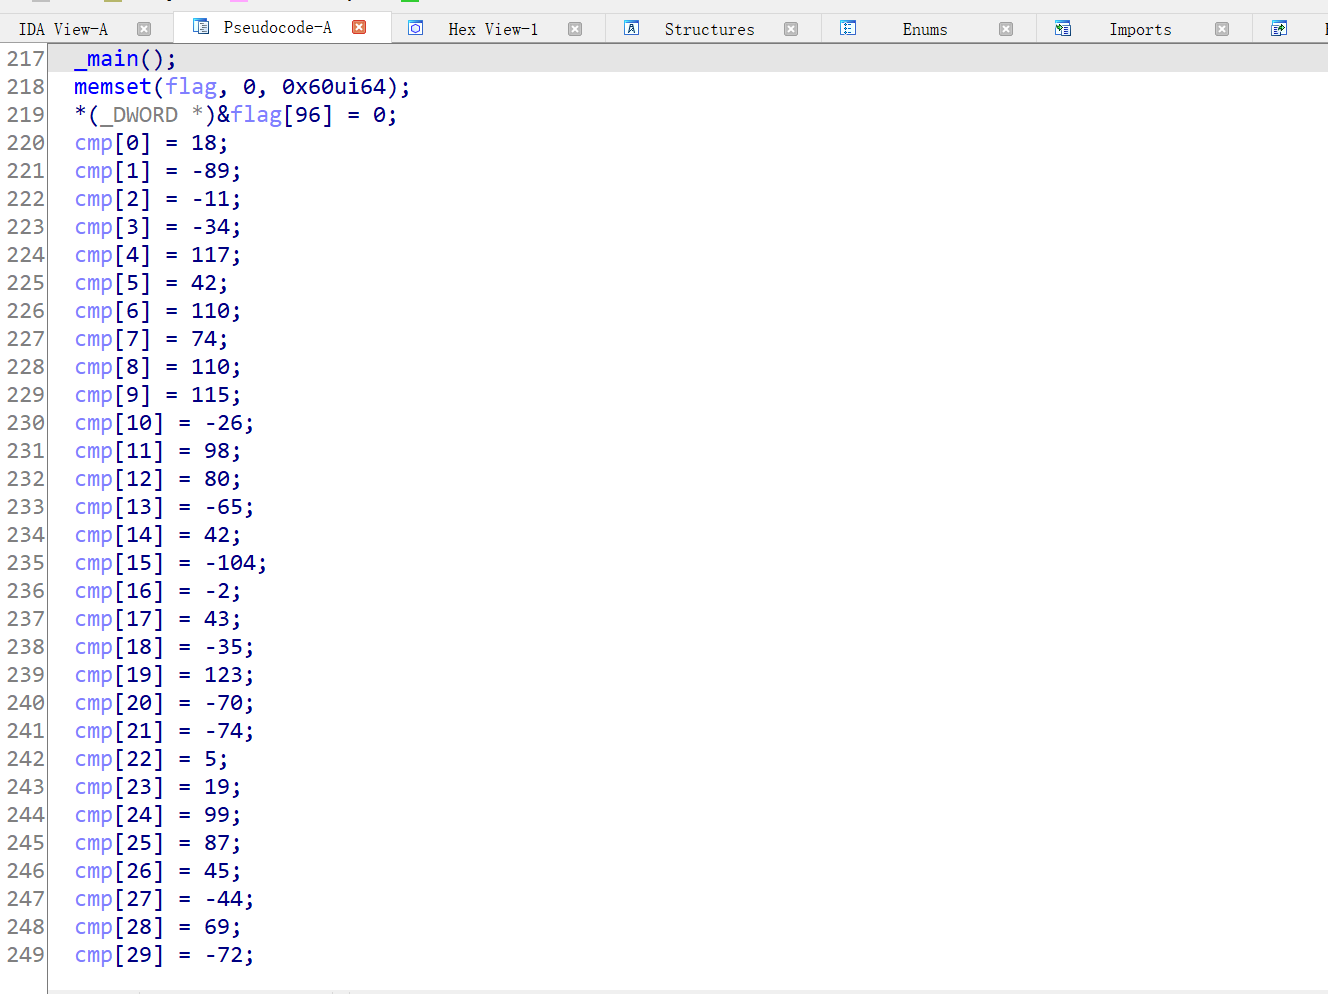 IDA View-A Pseudocode-A Hex View-1 Structures Enums Imports
217 _main();
218 memset(flag, 0, 0x60ui64);
219 *(_DWORD *)&flag[96] = 0;
220 cmp[0] = 18;
221 cmp[1] = -89;
222 cmp[2] = -11;
223 cmp[3] = -34;
224 cmp[4] = 117;
225 cmp[5] = 42;
226 cmp[6] = 110;
227 cmp[7] = 74;
228 cmp[8] = 110;
229 cmp[9] = 115;
230 cmp[10] = -26;
231 cmp[11] = 98;
232 cmp[12] = 80;
233 cmp[13] = -65;
234 cmp[14] = 42;
235 cmp[15] = -104;
236 cmp[16] = -2;
237 cmp[17] = 43;
238 cmp[18] = -35;
239 cmp[19] = 123;
240 cmp[20] = -70;
241 cmp[21] = -74;
242 cmp[22] = 5;
243 cmp[23] = 19;
244 cmp[24] = 99;
245 cmp[25] = 87;
246 cmp[26] = 45;
247 cmp[27] = -44;
248 cmp[28] = 69;
249 cmp[29] = -72;